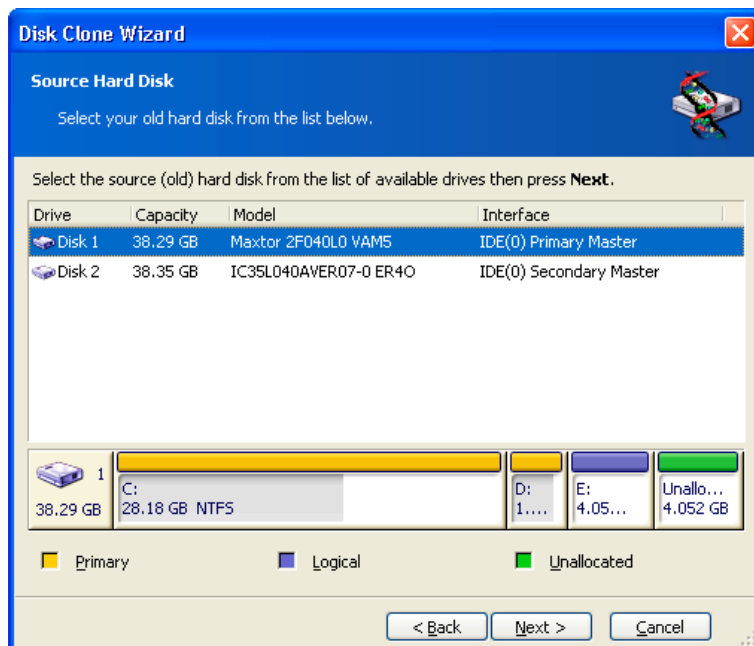 Disk Clone Wizard
Source Hard Disk
Select your old hard disk from the list below.
Select the source (old) hard disk from the list of available drives then press Next.
Drive Capacity Model Interface
Disk 1 38.29 GB Maxtor 2F040L0 VAM5 IDE(0) Primary Master
Disk 2 38.35 GB IC35L040AVER07-0 ER4O IDE(0) Secondary Master
1
38.29 GB
C:
28.18 GB NTFS
D:
1....
E:
4.05...
Unallo...
4.052 GB
Primary Logical Unallocated
< Back Next > Cancel